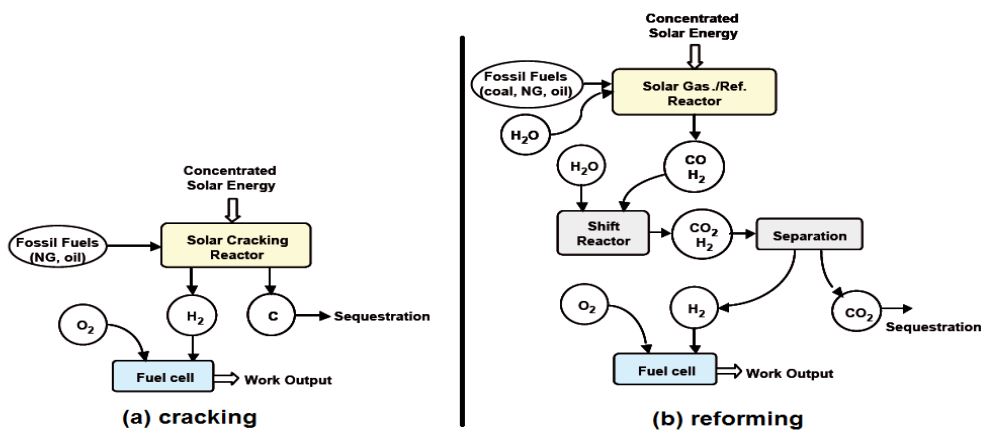 Concentrated
Solar Energy
Fossil Fuels
(NG, oil)
Solar Cracking
Reactor
H2
C
Sequestration
O2
Fuel cell
Work Output
(a) cracking
Concentrated
Solar Energy
Fossil Fuels
(coal, NG, oil)
Solar Gas./Ref.
Reactor
H2O
H2O
CO
H2
Shift
Reactor
CO2
H2
Separation
O2
H2
CO2
Sequestration
Fuel cell
Work Output
(b) reforming